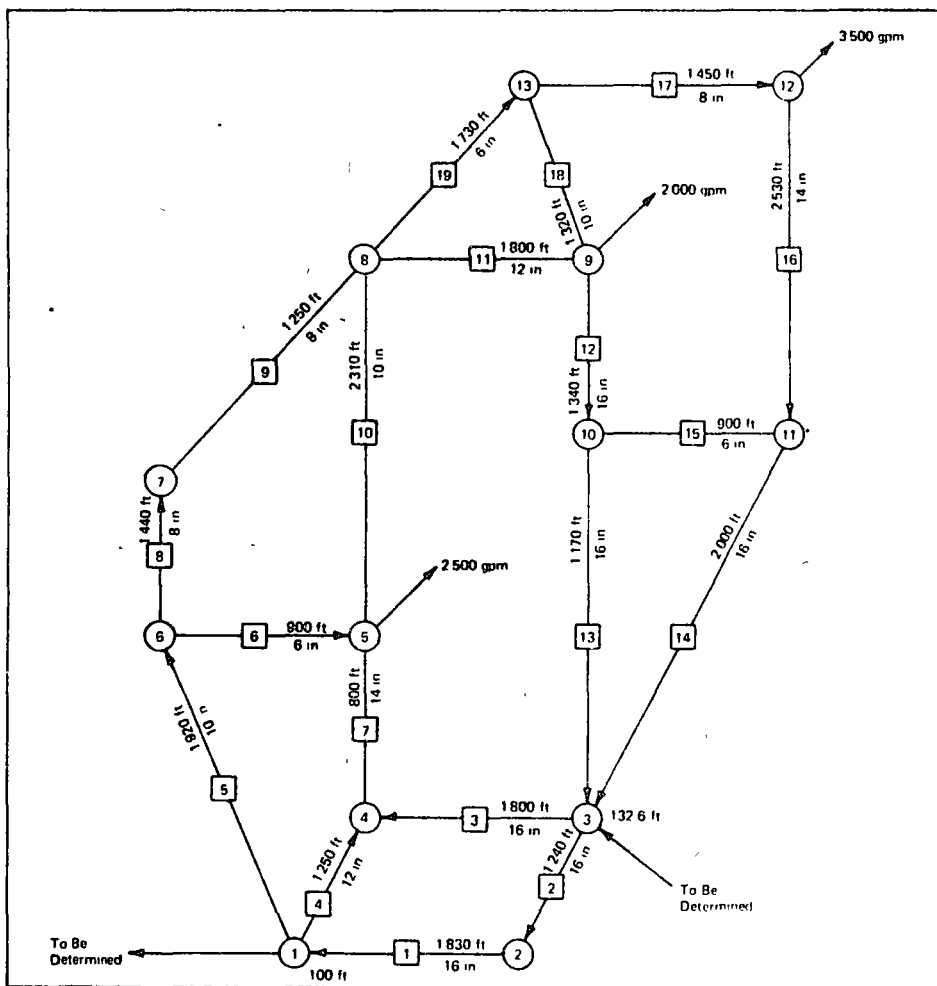 3 500 gpm
13
17
1 450 ft
8 in
12
1 730 ft
6 in
19
18
1 320 ft
10 in
2 000 gpm
2 530 ft
14 in
16
8
11
1 800 ft
12 in
9
1 250 ft
8 in
9
2 310 ft
10 in
10
12
1 340 ft
16 in
10
15
900 ft
6 in
11
7
1 440 ft
8 in
8
2 500 gpm
1 170 ft
16 in
13
2 000 ft
16 in
14
6
6
800 ft
6 in
5
800 ft
14 in
7
1 920 ft
10 n
5
4
3
1 800 ft
16 in
3
132 6 ft
1 250 ft
12 in
4
1 240 ft
16 in
2
To Be
Determined
To Be
Determined
1
100 ft
1
1 830 ft
16 in
2